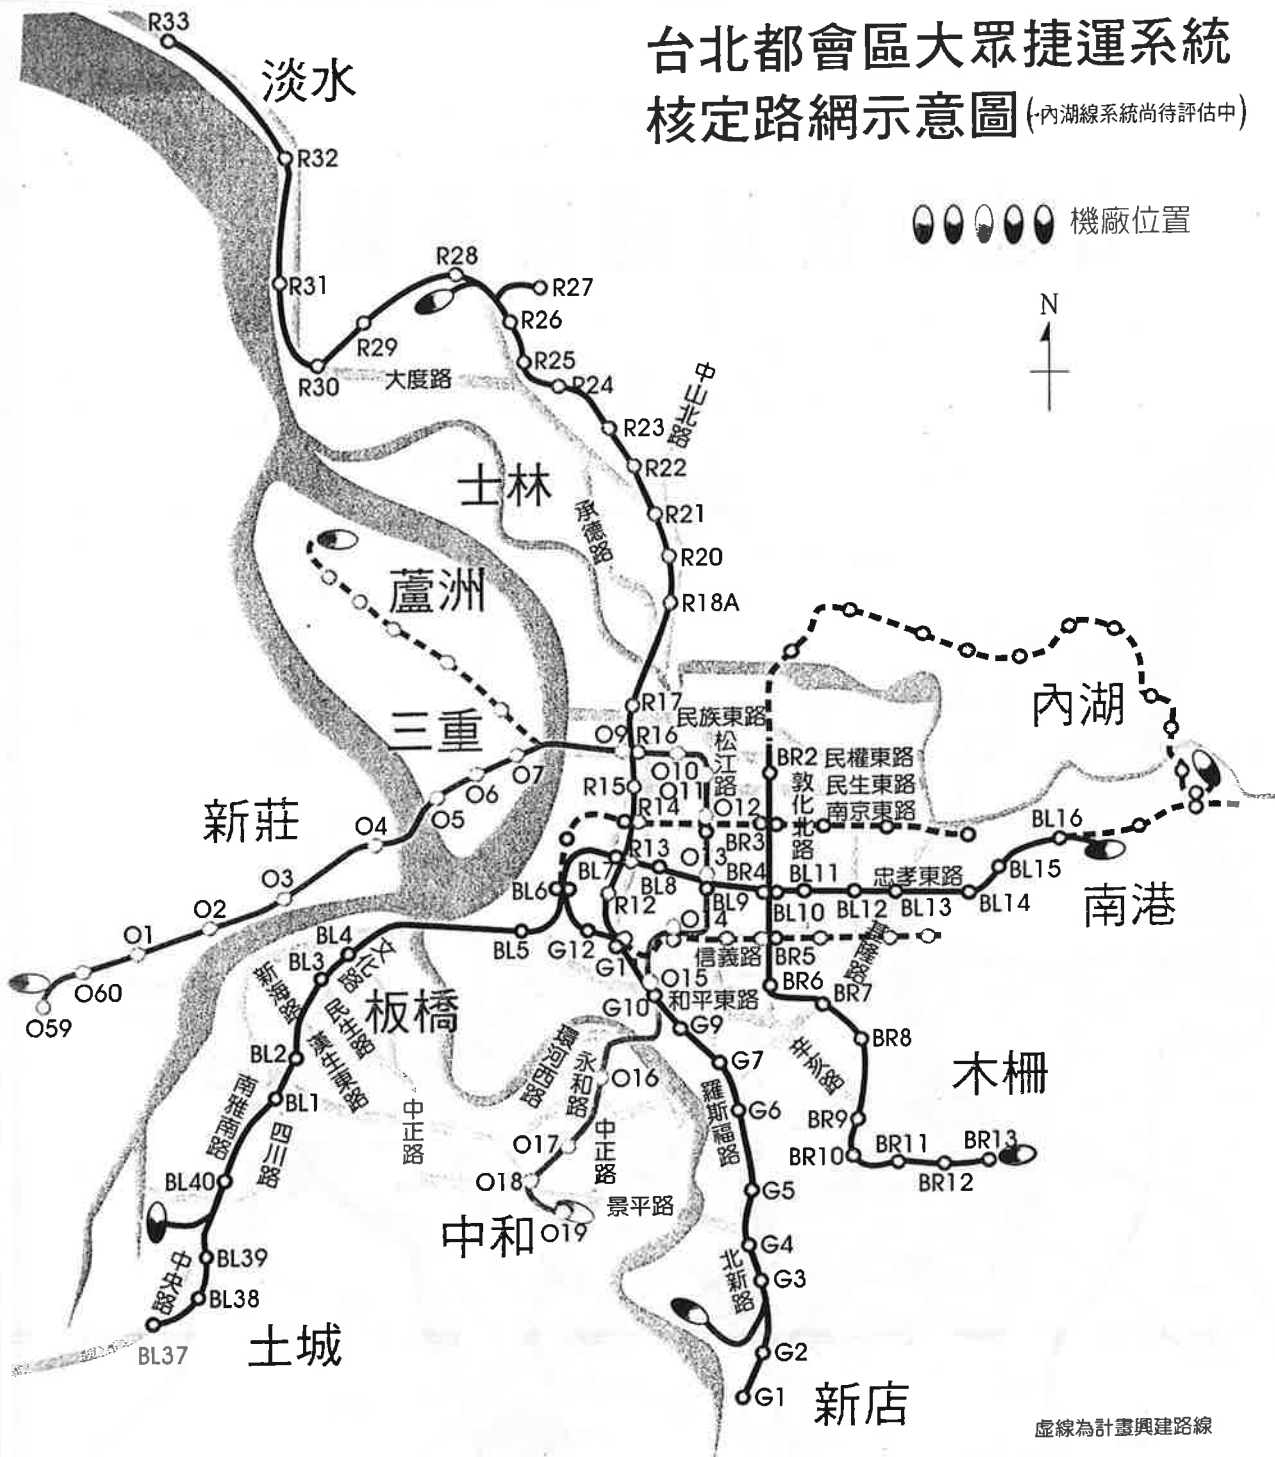 台北都會區大眾捷運系統
核定路網示意圖(內湖線系統尚待評估中)
機廠位置
N
R33
淡水
R32
R31
R28
R27
R26
R29
R25
R30
大度路
R24
中山北路
R23
R22
士林
R21
承德路
R20
蘆洲
R18A
內湖
R17
民族東路
三重
O9
R16
松江路
BR2
民權東路
O7
O10
敦化北路
民生東路
O6
R15
O11
南京東路
新莊
O5
R14
O12
BR3
O4
BL16
R13
O13
BL7
BL8
BR4
BL11
忠孝東路
BL15
南港
O3
BL6
R12
BL9
BL10
BL12
BL13
BL14
O2
O14
O1
BL4
BL5
G12
信義路
BR5
基隆路
文化路
G1
BL3
O15
BR6
O60
新海路
板橋
G10
和平東路
BR7
O59
民生路
G9
BR8
BL2
環河西路
永和路
G7
辛亥路
木柵
O16
南雅南路
BL1
中正路
羅斯福路
G6
BR9
四川路
O17
中正路
BR10
BR11
BR13
BL40
O18
BR12
G5
景平路
中和
O19
G4
BL39
中央路
北新路
G3
BL38
土城
BL37
G2
G1
新店
虛線為計畫興建路線